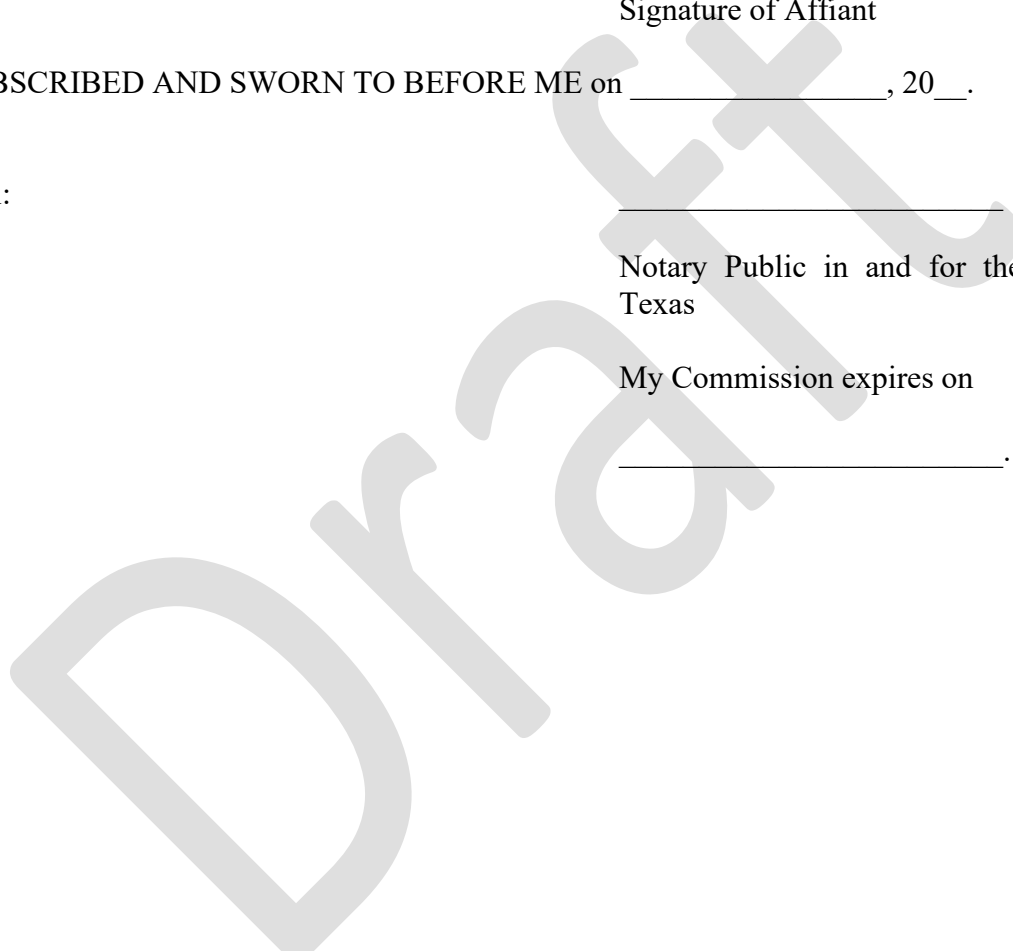 Signature of Affiant
BSCRIBED AND SWORN TO BEFORE ME on ________________, 20__.
:
________________________
Notary Public in and for the
Texas
My Commission expires on
________________________.
Draft